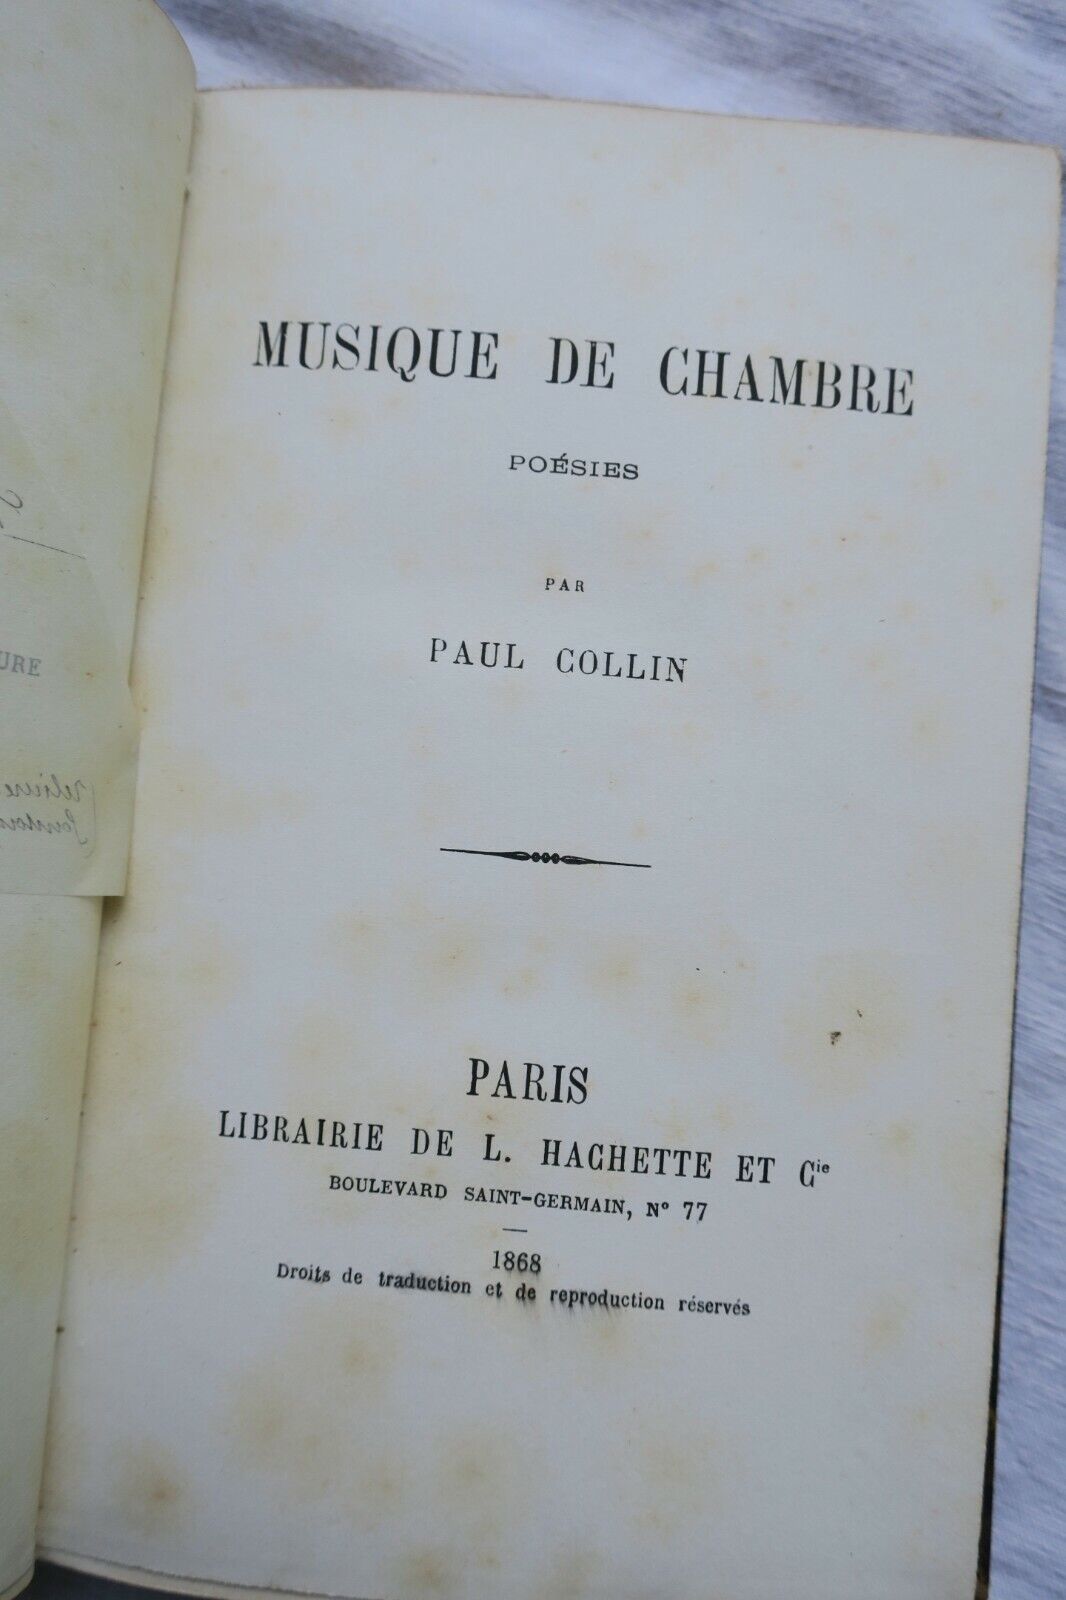 MUSIQUE DE CHAMBRE
POÉSIES
PAR
PAUL COLLIN
PARIS
LIBRAIRIE DE L. HACHETTE ET Cie
BOULEVARD SAINT-GERMAIN, No 77
1868
Droits de traduction et de reproduction réservés